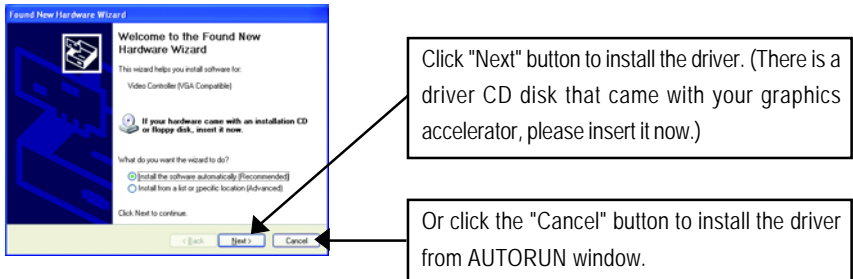 Found New Hardware Wizard
Welcome to the Found New
Hardware Wizard
This wizard helps you install software for:
Video Controller (VGA Compatible)
If your hardware came with an installation CD
or floppy disk, insert it now.
What do you want the wizard to do?
Install the software automatically (Recommended)
Install from a list or specific location (Advanced)
Click Next to continue.
< Back Next > Cancel
Click "Next" button to install the driver. (There is a
driver CD disk that came with your graphics
accelerator, please insert it now.)
Or click the "Cancel" button to install the driver
from AUTORUN window.